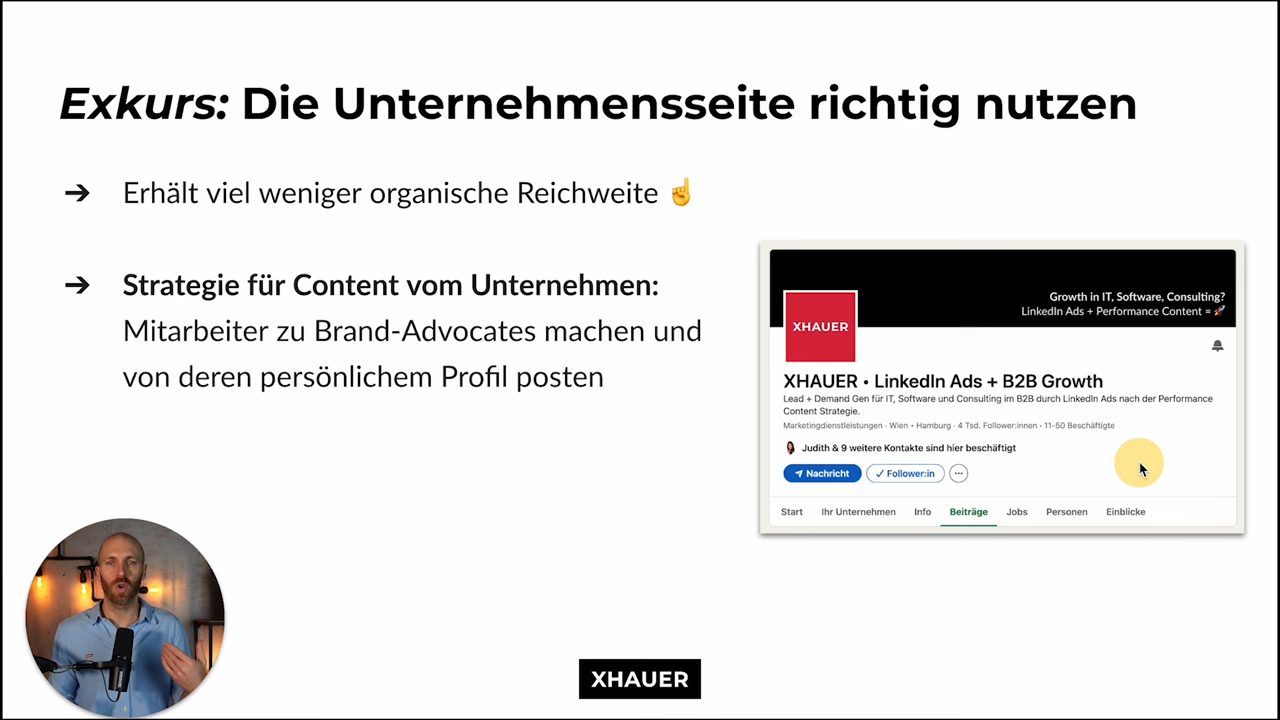 Exkurs: Die Unternehmensseite richtig nutzen
➔ Erhält viel weniger organische Reichweite ☝
➔ Strategie für Content vom Unternehmen:
Mitarbeiter zu Brand-Advocates machen und
von deren persönlichem Profil posten
Growth in IT, Software, Consulting?
LinkedIn Ads + Performance Content = 🚀
XHAUER
XHAUER • LinkedIn Ads + B2B Growth
Lead + Demand Gen für IT, Software und Consulting im B2B durch LinkedIn Ads nach der Performance
Content Strategie.
Marketingdienstleistungen · Wien • Hamburg · 4 Tsd. Follower:innen · 11-50 Beschäftigte
Judith & 9 weitere Kontakte sind hier beschäftigt
Nachricht ✓ Follower:in ···
Start Ihr Unternehmen Info Beiträge Jobs Personen Einblicke
XHAUER